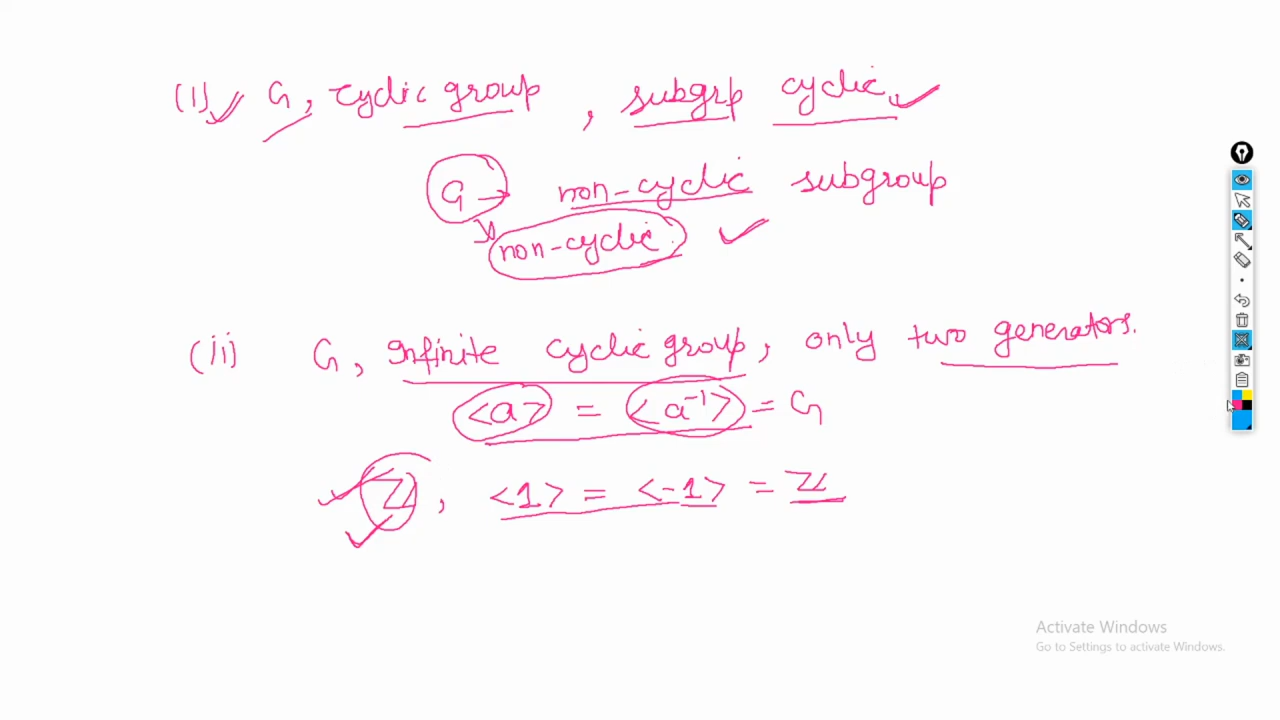 (i) G, cyclic group, subgrp cyclic
G → non-cyclic subgroup
non-cyclic
(ii) G, infinite cyclic group, only two generators.
<a> = <a⁻¹> = G
ℤ, <1> = <-1> = ℤ
Activate Windows
Go to Settings to activate Windows.